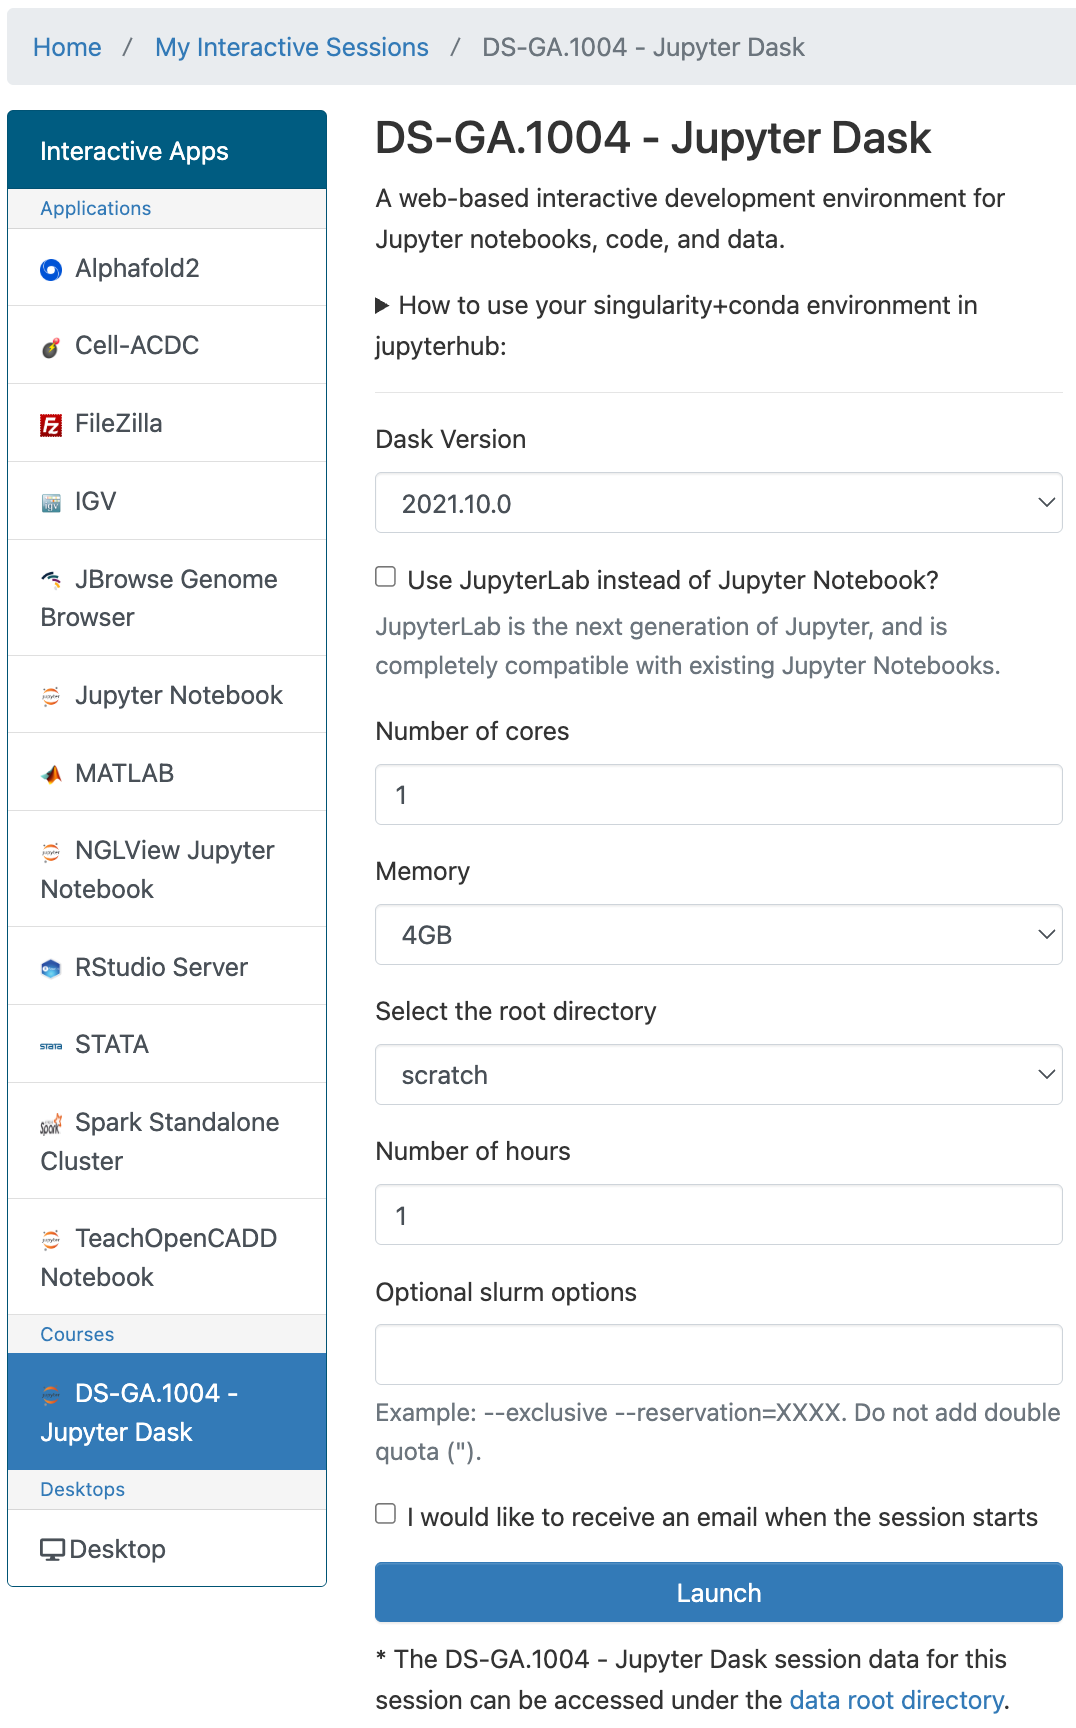 Home / My Interactive Sessions / DS-GA.1004 - Jupyter Dask
Interactive Apps
Applications
Alphafold2
Cell-ACDC
FileZilla
IGV
JBrowse Genome
Browser
Jupyter Notebook
MATLAB
NGLView Jupyter
Notebook
RStudio Server
STATA
Spark Standalone
Cluster
TeachOpenCADD
Notebook
Courses
DS-GA.1004 -
Jupyter Dask
Desktops
Desktop
DS-GA.1004 - Jupyter Dask
A web-based interactive development environment for
Jupyter notebooks, code, and data.
How to use your singularity+conda environment in
jupyterhub:
Dask Version
2021.10.0
Use JupyterLab instead of Jupyter Notebook?
JupyterLab is the next generation of Jupyter, and is
completely compatible with existing Jupyter Notebooks.
Number of cores
1
Memory
4GB
Select the root directory
scratch
Number of hours
1
Optional slurm options
Example: --exclusive --reservation=XXXX. Do not add double
quota (").
I would like to receive an email when the session starts
Launch
* The DS-GA.1004 - Jupyter Dask session data for this
session can be accessed under the data root directory.